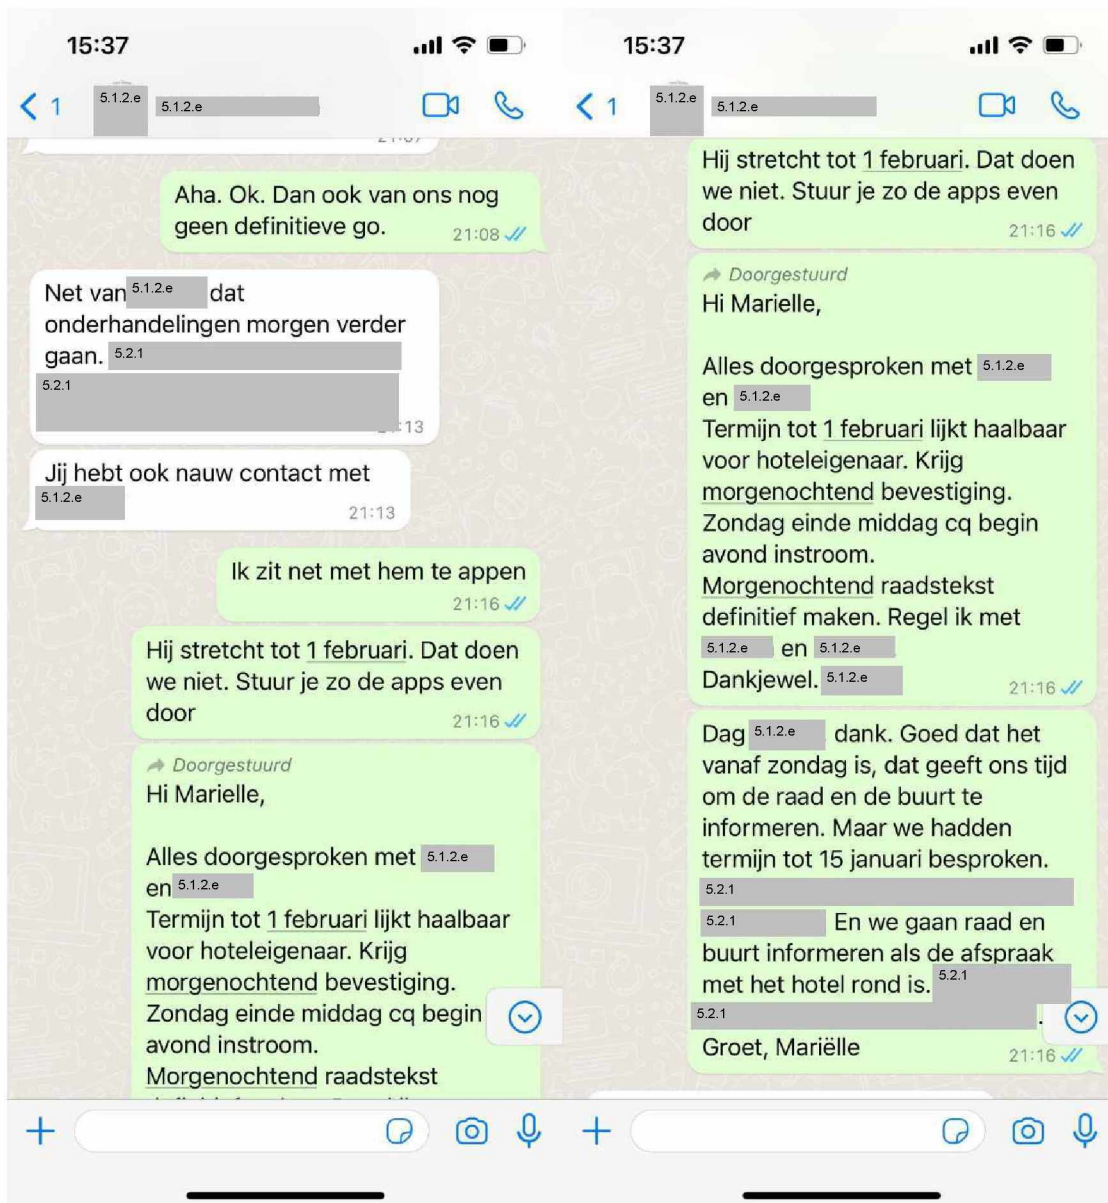 15:37
1
5.1.2.e
5.1.2.e
Aha. Ok. Dan ook van ons nog
geen definitieve go.
21:08
Net van 5.1.2.e dat
onderhandelingen morgen verder
gaan. 5.2.1
5.2.1
:13
Jij hebt ook nauw contact met
5.1.2.e
21:13
Ik zit net met hem te appen
21:16
Hij stretcht tot 1 februari. Dat doen
we niet. Stuur je zo de apps even
door
21:16
Doorgestuurd
Hi Marielle,
Alles doorgesproken met 5.1.2.e
en 5.1.2.e
Termijn tot 1 februari lijkt haalbaar
voor hoteleigenaar. Krijg
morgenochtend bevestiging.
Zondag einde middag cq begin
avond instroom.
Morgenochtend raadstekst
15:37
1
5.1.2.e
5.1.2.e
Hij stretcht tot 1 februari. Dat doen
we niet. Stuur je zo de apps even
door
21:16
Doorgestuurd
Hi Marielle,
Alles doorgesproken met 5.1.2.e
en 5.1.2.e
Termijn tot 1 februari lijkt haalbaar
voor hoteleigenaar. Krijg
morgenochtend bevestiging.
Zondag einde middag cq begin
avond instroom.
Morgenochtend raadstekst
definitief maken. Regel ik met
5.1.2.e en 5.1.2.e
Dankjewel. 5.1.2.e
21:16
Dag 5.1.2.e dank. Goed dat het
vanaf zondag is, dat geeft ons tijd
om de raad en de buurt te
informeren. Maar we hadden
termijn tot 15 januari besproken.
5.2.1
5.2.1 En we gaan raad en
buurt informeren als de afspraak
met het hotel rond is. 5.2.1
5.2.1 .
Groet, Mariëlle
21:16